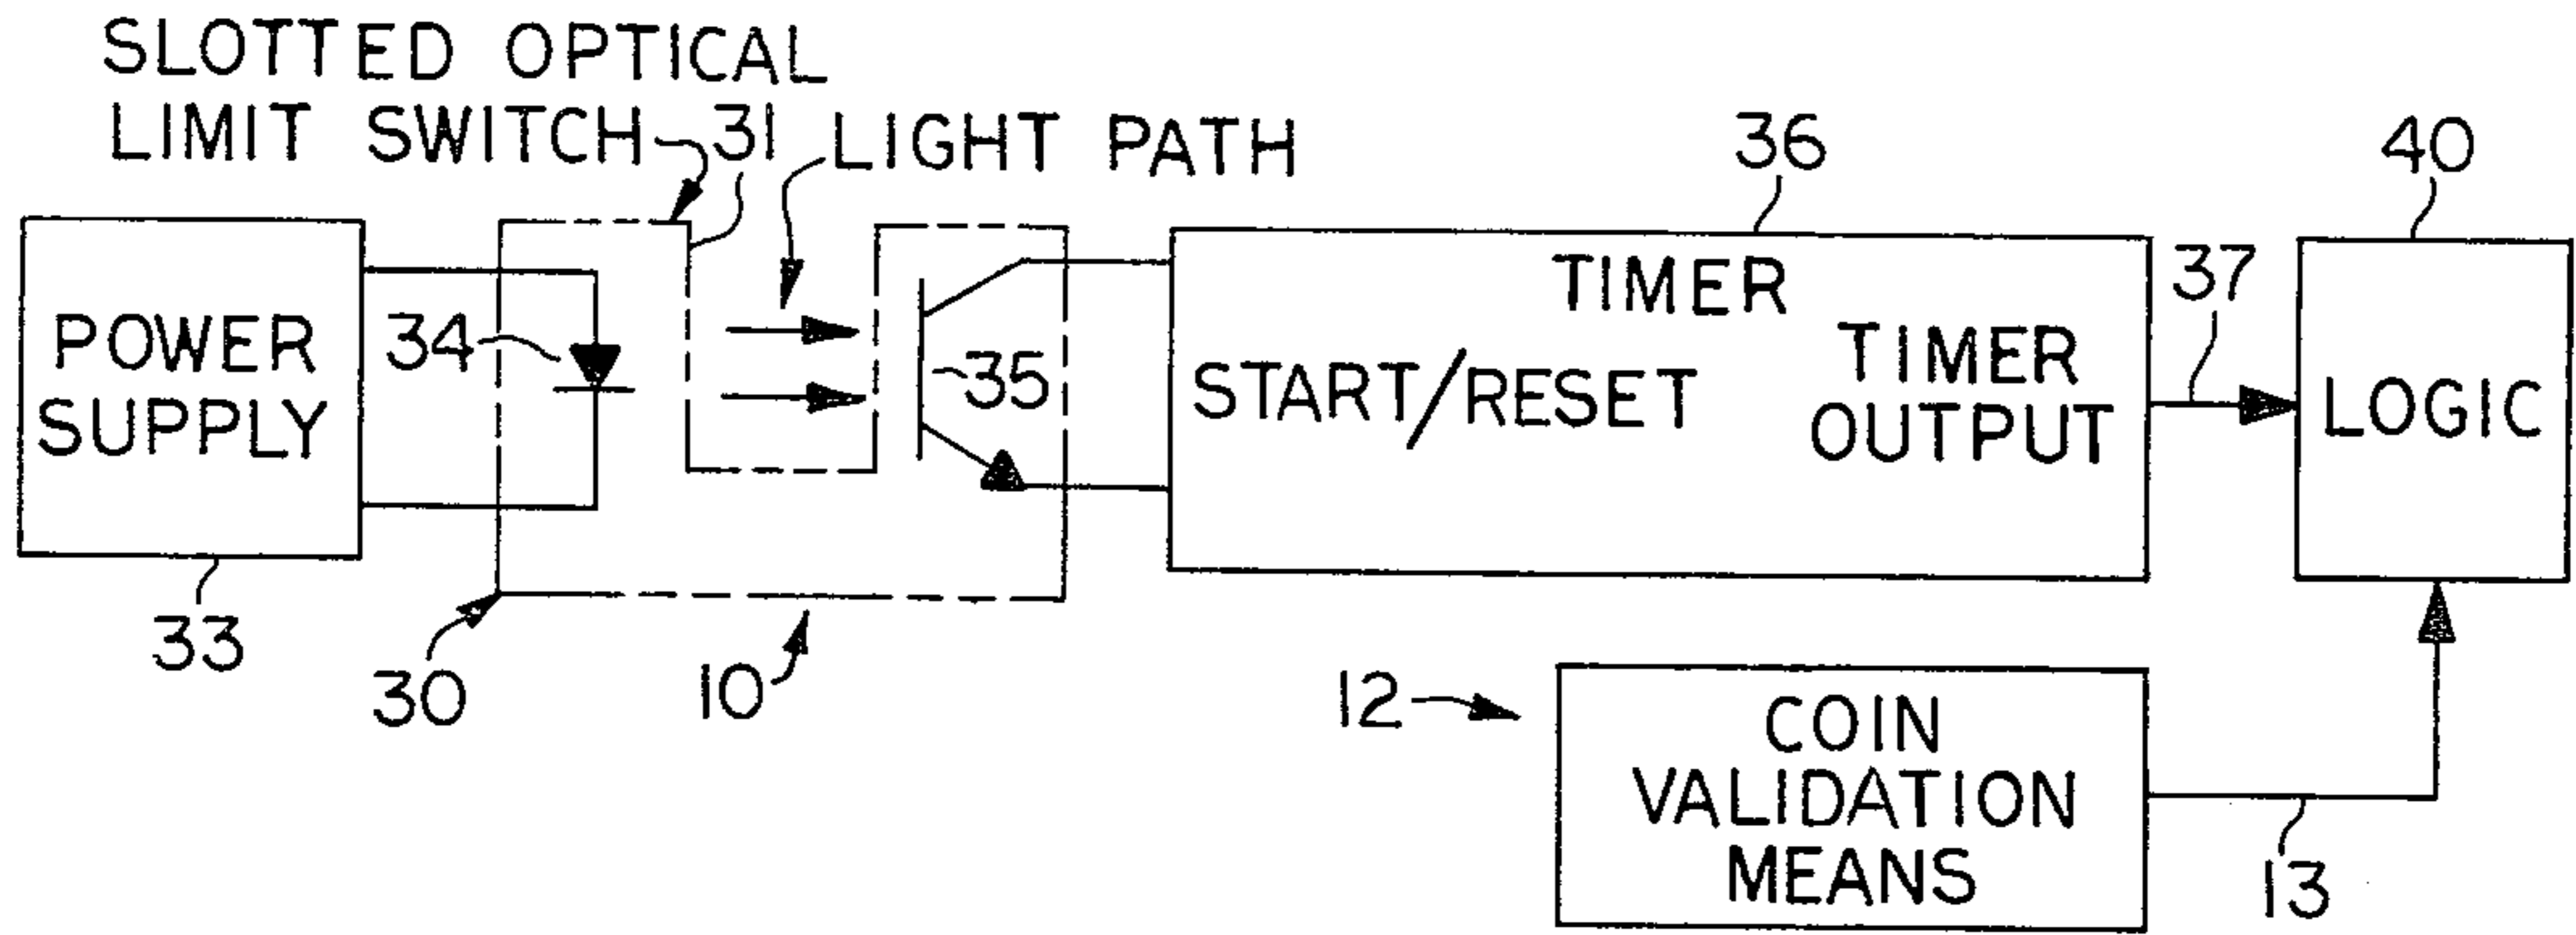 SLOTTED OPTICAL
LIMIT SWITCH
31
LIGHT PATH
36
40
POWER
SUPPLY
34
35
TIMER
START/RESET
TIMER
OUTPUT
37
LOGIC
33
30
10
12
COIN
VALIDATION
MEANS
13